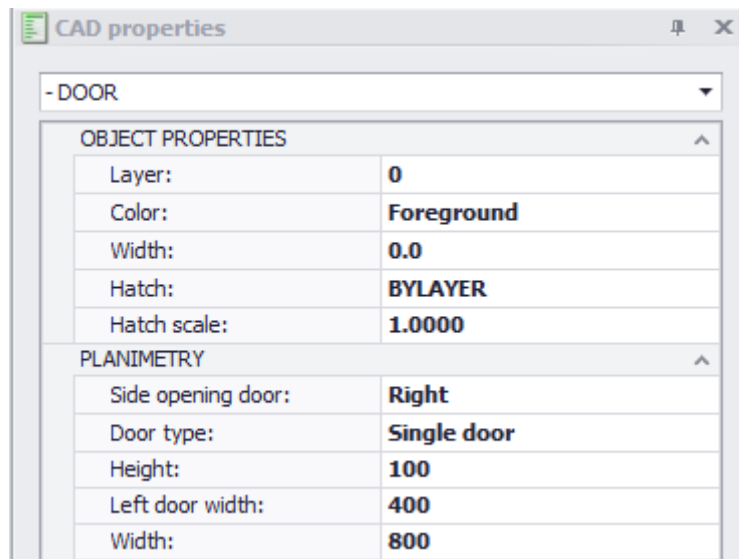 CAD properties
- DOOR
OBJECT PROPERTIES
Layer: 0
Color: Foreground
Width: 0.0
Hatch: BYLAYER
Hatch scale: 1.0000
PLANIMETRY
Side opening door: Right
Door type: Single door
Height: 100
Left door width: 400
Width: 800